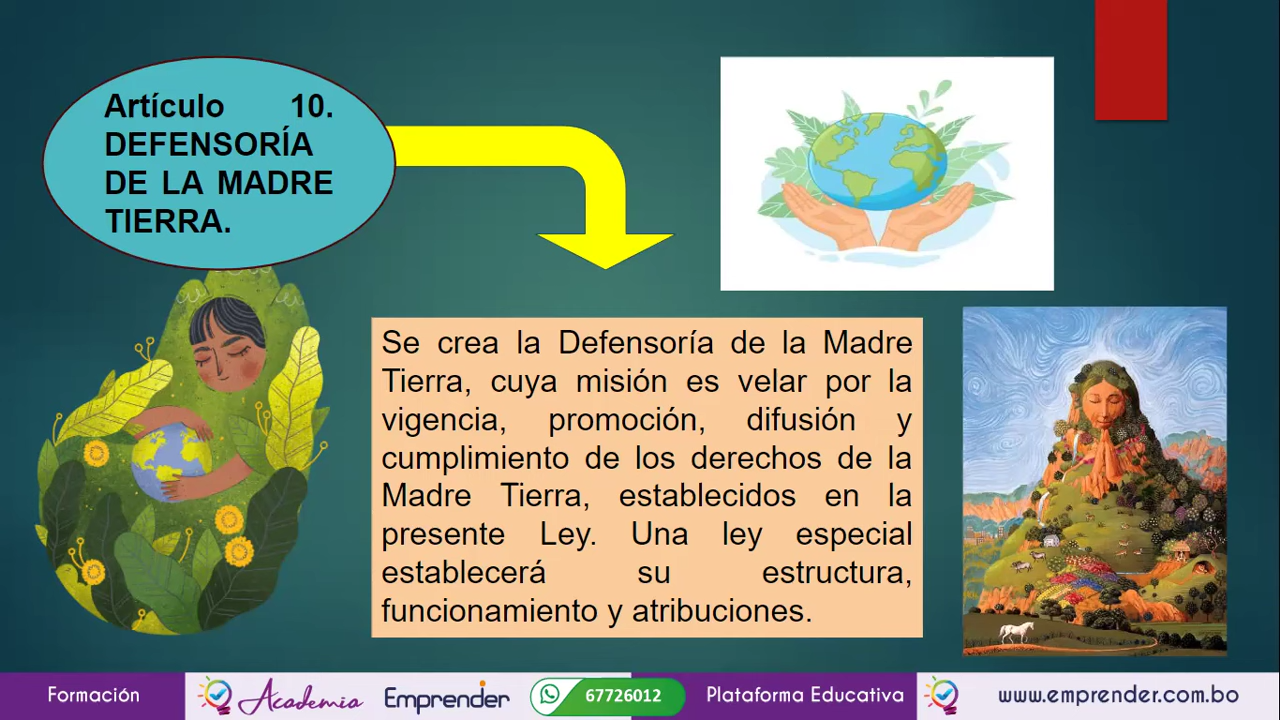 Artículo 10.
DEFENSORÍA
DE LA MADRE
TIERRA.
Se crea la Defensoría de la Madre
Tierra, cuya misión es velar por la
vigencia, promoción, difusión y
cumplimiento de los derechos de la
Madre Tierra, establecidos en la
presente Ley. Una ley especial
establecerá su estructura,
funcionamiento y atribuciones.
Formación
Academia Emprender
67726012
Plataforma Educativa
www.emprender.com.bo